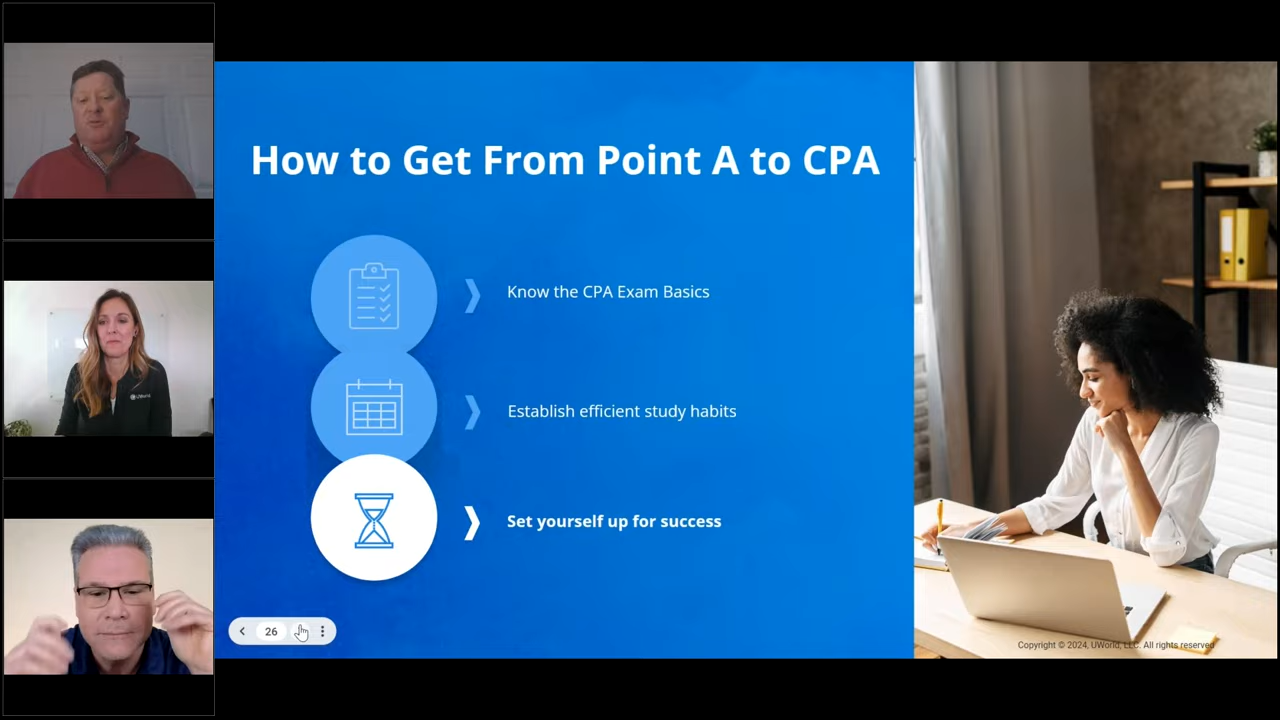 How to Get From Point A to CPA
Know the CPA Exam Basics
Establish efficient study habits
Set yourself up for success
UWorld
26
Copyright © 2024, UWorld, LLC. All rights reserved